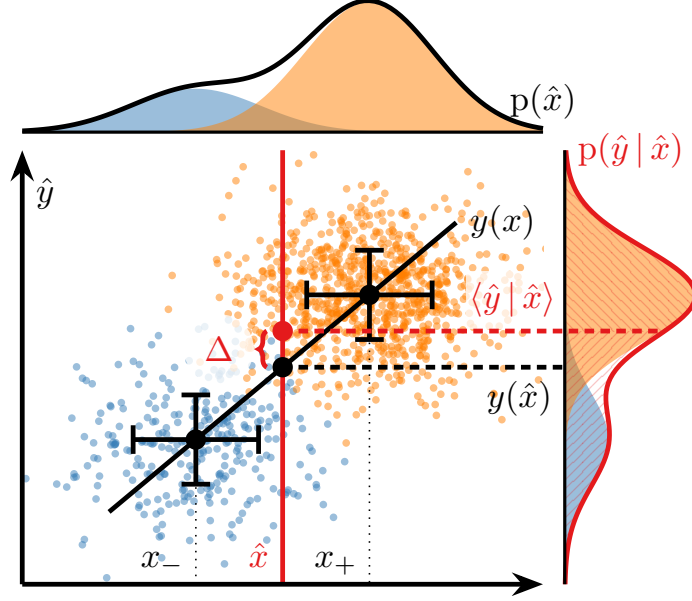 p(x̂)
p(ŷ | x̂)
ŷ
y(x)
⟨ŷ | x̂⟩
Δ
y(x̂)
x₋
x̂
x₊